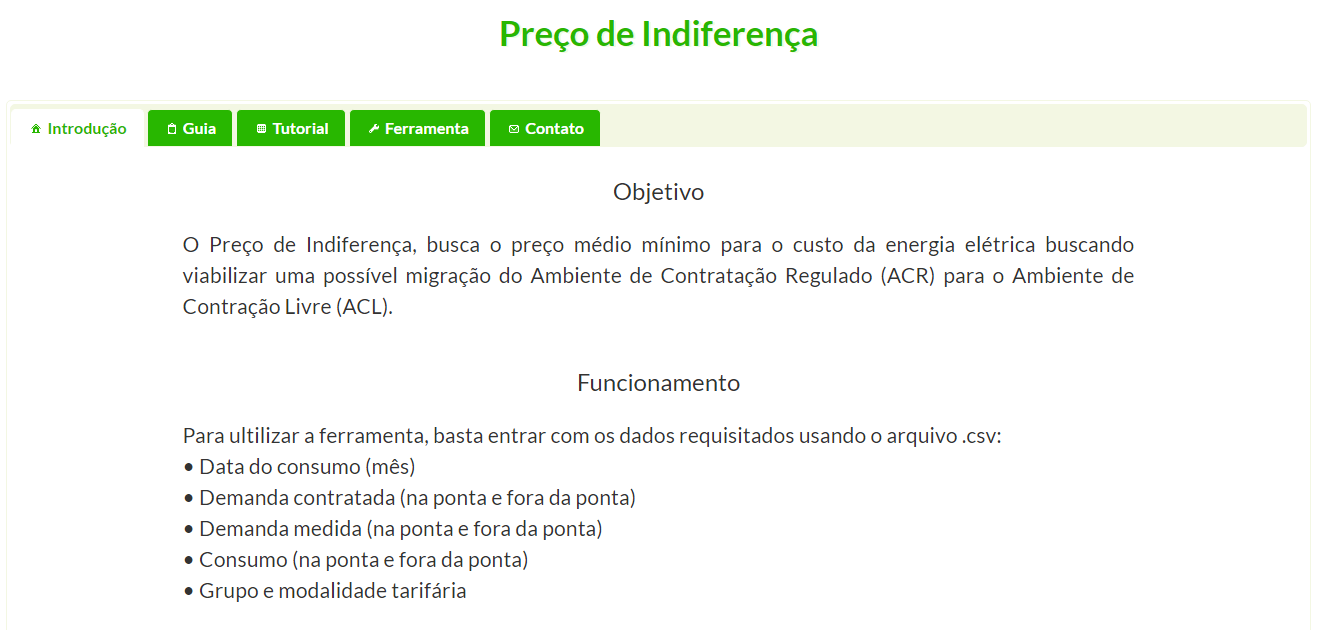 Preço de Indiferença
Introdução Guia Tutorial Ferramenta Contato
Objetivo
O Preço de Indiferença, busca o preço médio mínimo para o custo da energia elétrica buscando
viabilizar uma possível migração do Ambiente de Contratação Regulado (ACR) para o Ambiente de
Contração Livre (ACL).
Funcionamento
Para ultilizar a ferramenta, basta entrar com os dados requisitados usando o arquivo .csv:
• Data do consumo (mês)
• Demanda contratada (na ponta e fora da ponta)
• Demanda medida (na ponta e fora da ponta)
• Consumo (na ponta e fora da ponta)
• Grupo e modalidade tarifária